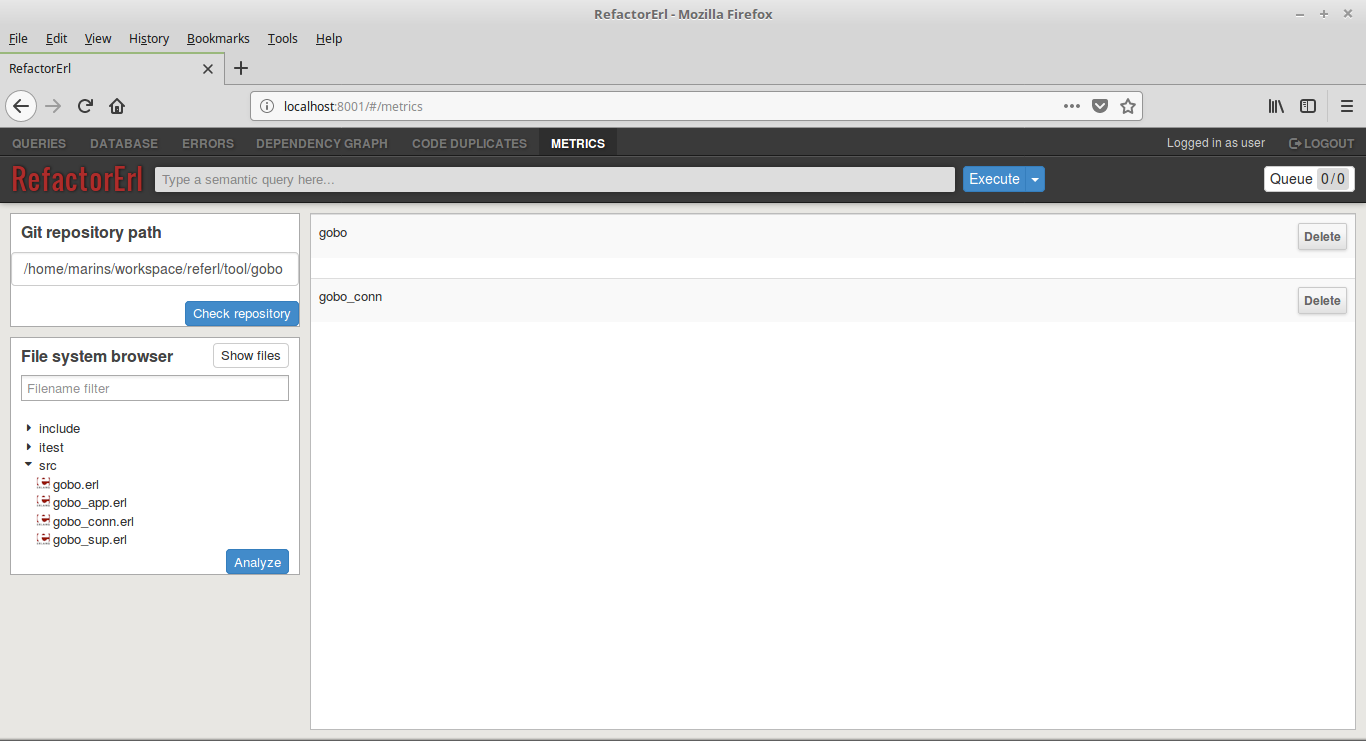 RefactorErl - Mozilla Firefox
File Edit View History Bookmarks Tools Help
RefactorErl
localhost:8001/#/metrics
QUERIES DATABASE ERRORS DEPENDENCY GRAPH CODE DUPLICATES METRICS Logged in as user LOGOUT
RefactorErl Type a semantic query here... Execute Queue 0/0
Git repository path
/home/marins/workspace/referl/tool/gobo
Check repository
File system browser Show files
Filename filter
include
itest
src
gobo.erl
gobo_app.erl
gobo_conn.erl
gobo_sup.erl
Analyze
gobo Delete
gobo_conn Delete